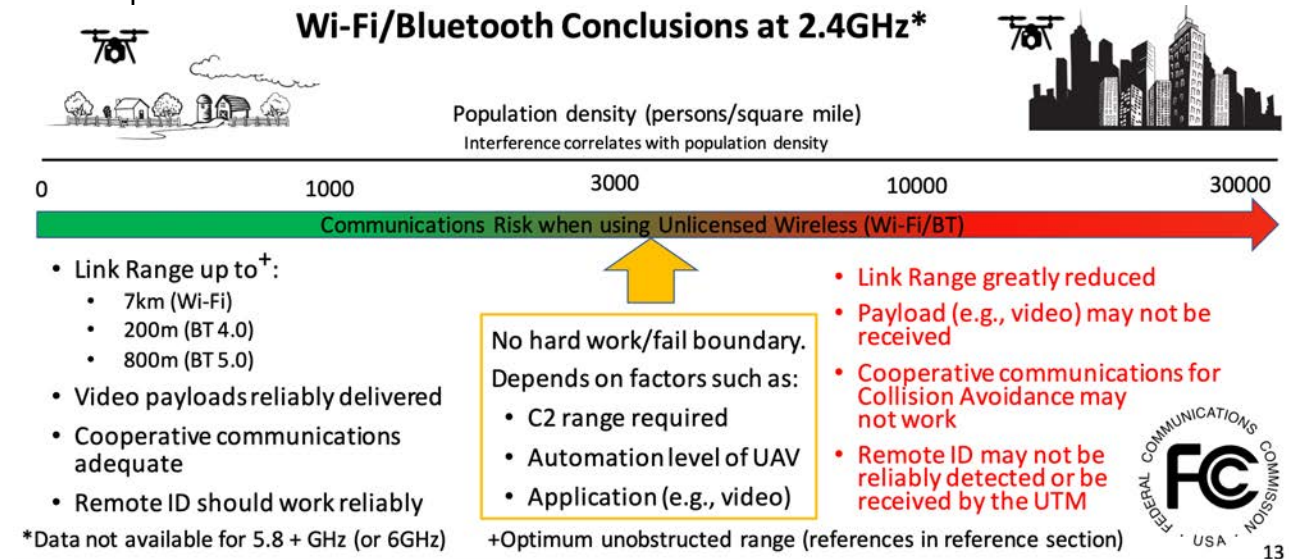 Wi-Fi/Bluetooth Conclusions at 2.4GHz*
Population density (persons/square mile)
Interference correlates with population density
0 1000 3000 10000 30000
Communications Risk when using Unlicensed Wireless (Wi-Fi/BT)
• Link Range up to+:
• 7km (Wi-Fi)
• 200m (BT 4.0)
• 800m (BT 5.0)
• Video payloads reliably delivered
• Cooperative communications
adequate
• Remote ID should work reliably
No hard work/fail boundary.
Depends on factors such as:
• C2 range required
• Automation level of UAV
• Application (e.g., video)
• Link Range greatly reduced
• Payload (e.g., video) may not be
received
• Cooperative communications for
Collision Avoidance may
not work
• Remote ID may not be
reliably detected or be
received by the UTM
FEDERAL COMMUNICATIONS COMMISSION
FCC
· USA ·
*Data not available for 5.8 + GHz (or 6GHz)
+Optimum unobstructed range (references in reference section)
13